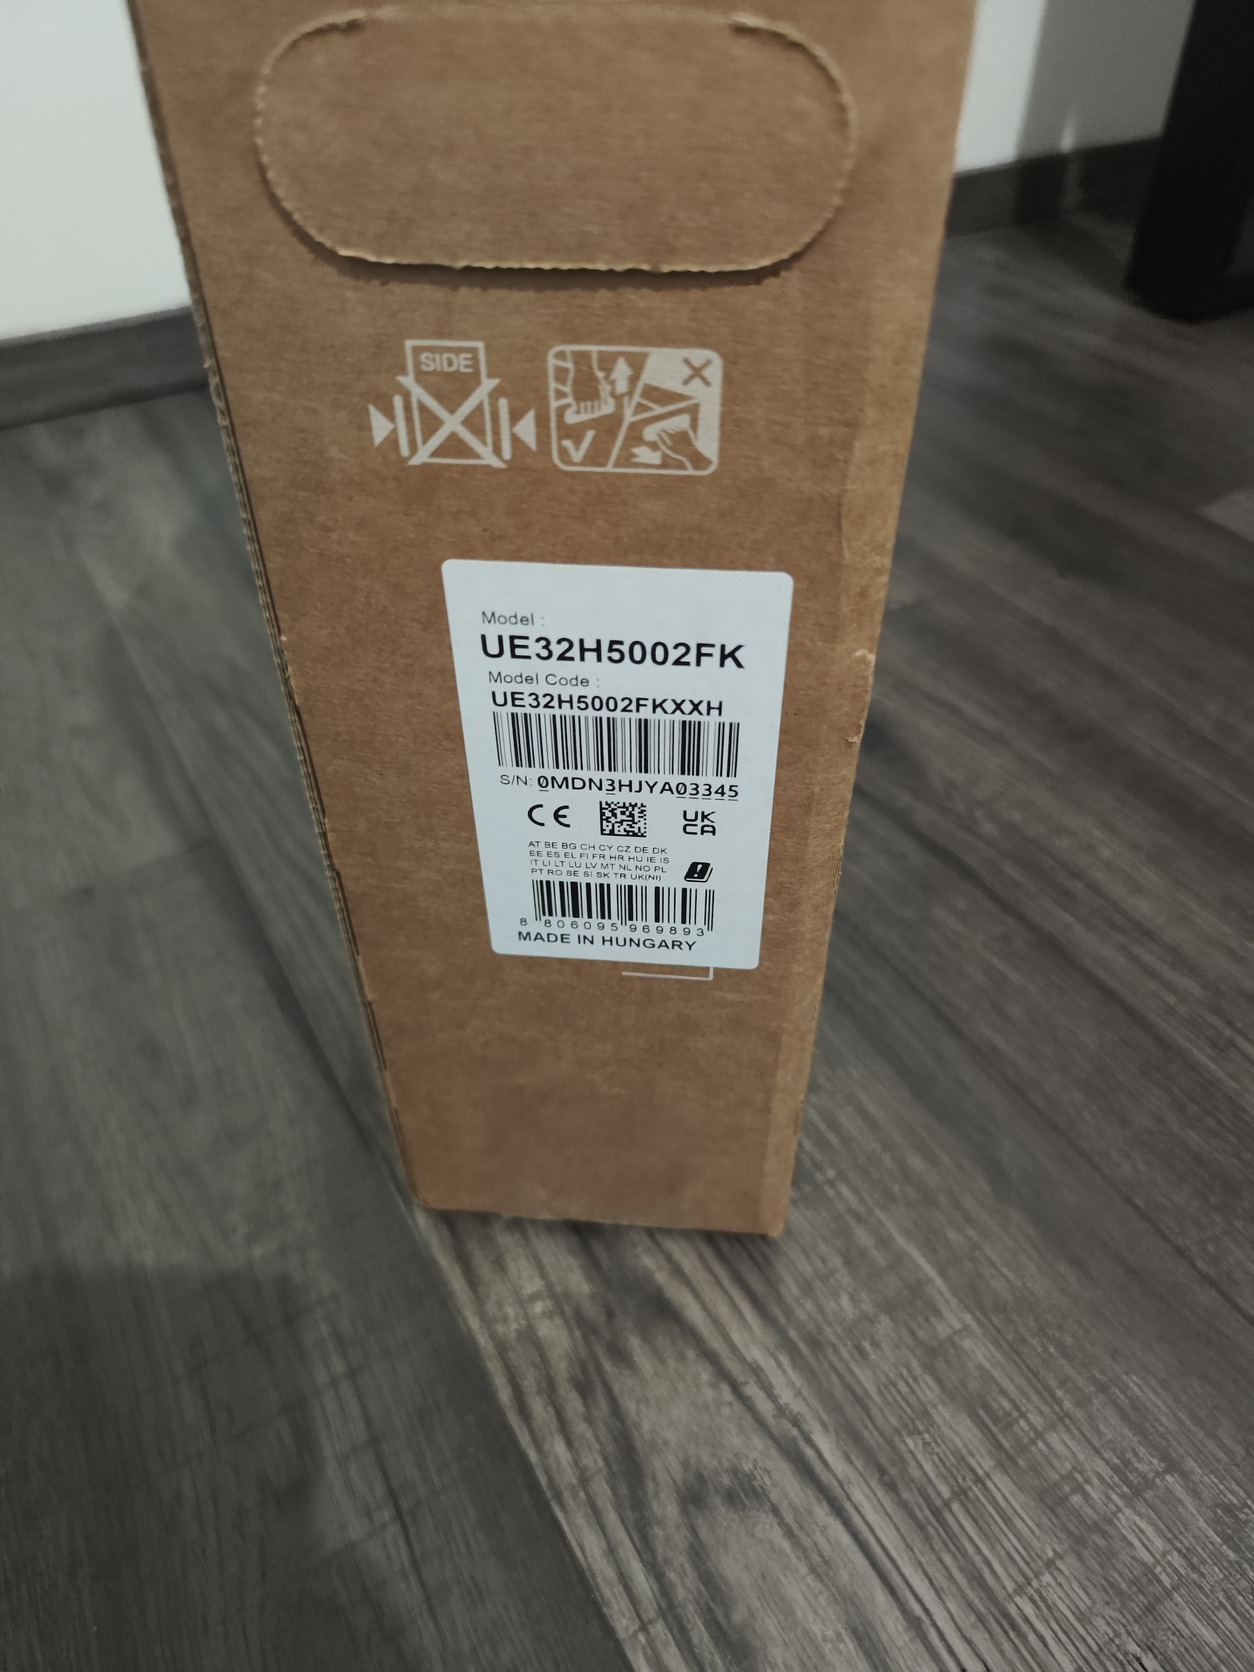 SIDE
Model :
UE32H5002FK
Model Code :
UE32H5002FKXXH
S/N: 0MDN3HJYA03345
CE UK
CA
AT BE BG CH CY CZ DE DK
EE ES EL FI FR HR HU IE IS
IT LI LT LU LV MT NL NO PL
PT RO SE SI SK TR UK(NI)
8 806095 969893
MADE IN HUNGARY